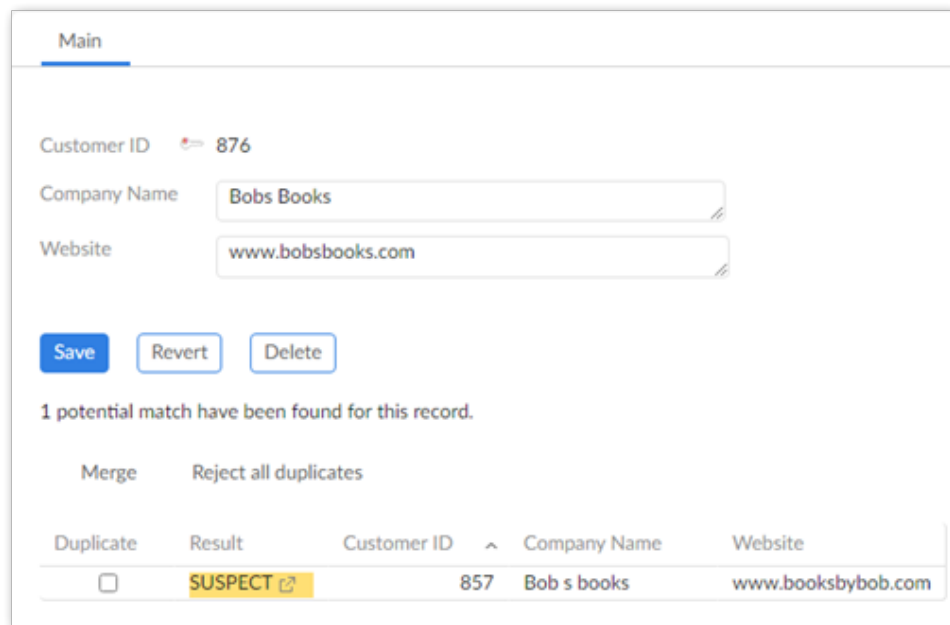 Main
Customer ID 876
Company Name Bobs Books
Website www.bobsbooks.com
Save Revert Delete
1 potential match have been found for this record.
Merge Reject all duplicates
Duplicate Result Customer ID Company Name Website
SUSPECT 857 Bob s books www.booksbybob.com